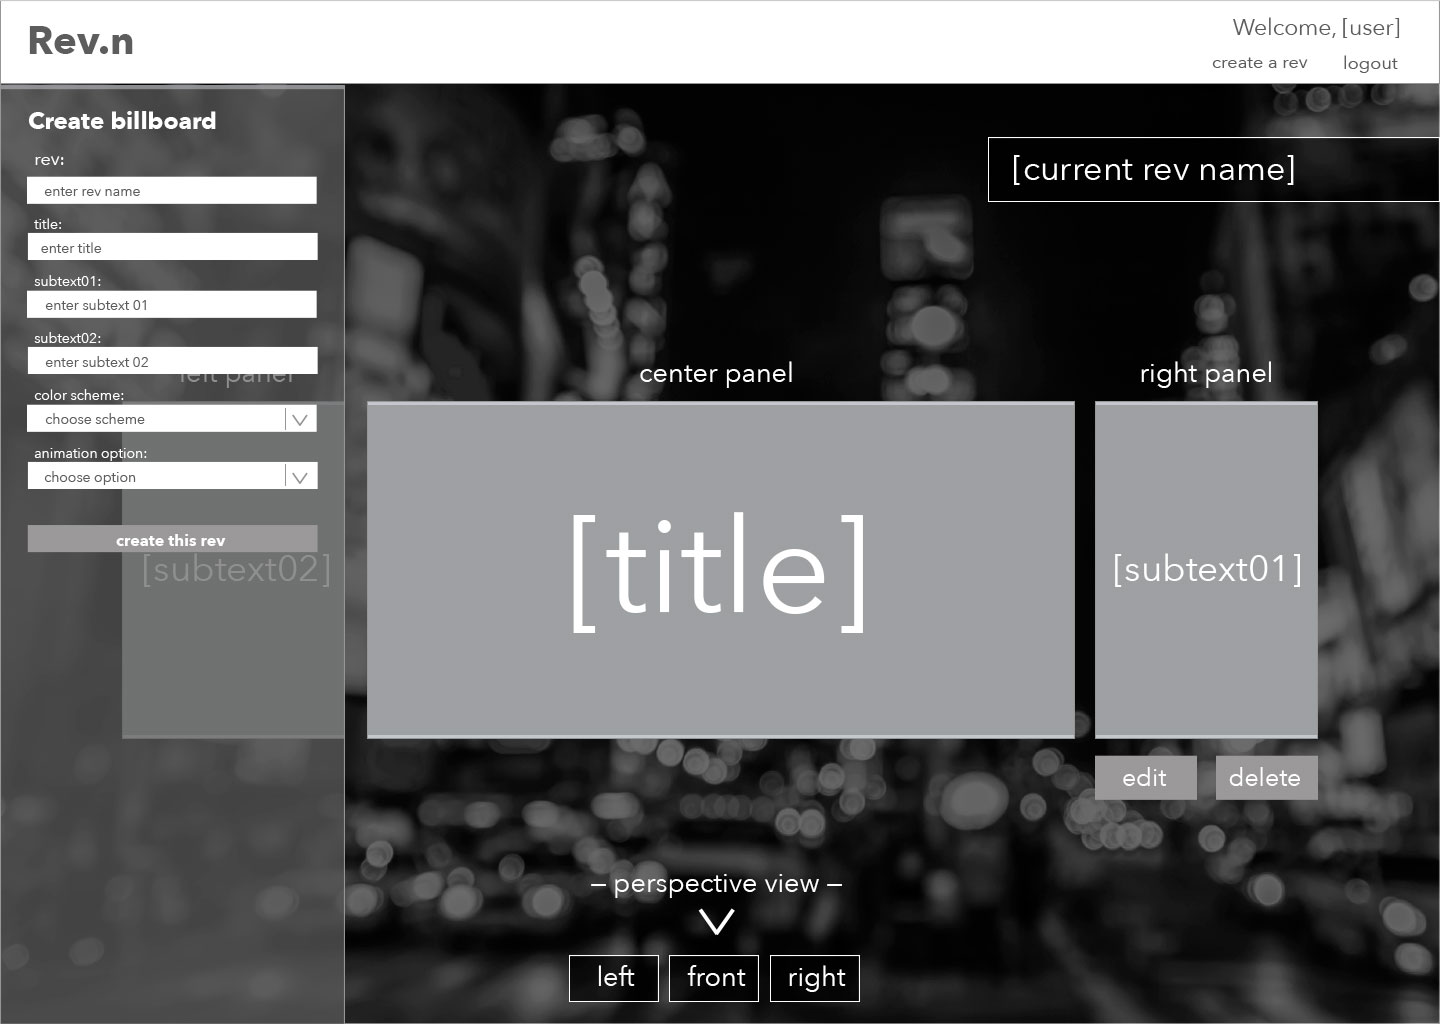 Rev.n
Welcome, [user]
create a rev
logout
Create billboard
rev:
enter rev name
title:
enter title
subtext01:
enter subtext 01
subtext02:
enter subtext 02
left panel
color scheme:
choose scheme
animation option:
choose option
create this rev
[subtext02]
[current rev name]
center panel
right panel
[title]
[subtext01]
edit
delete
– perspective view –
left
front
right